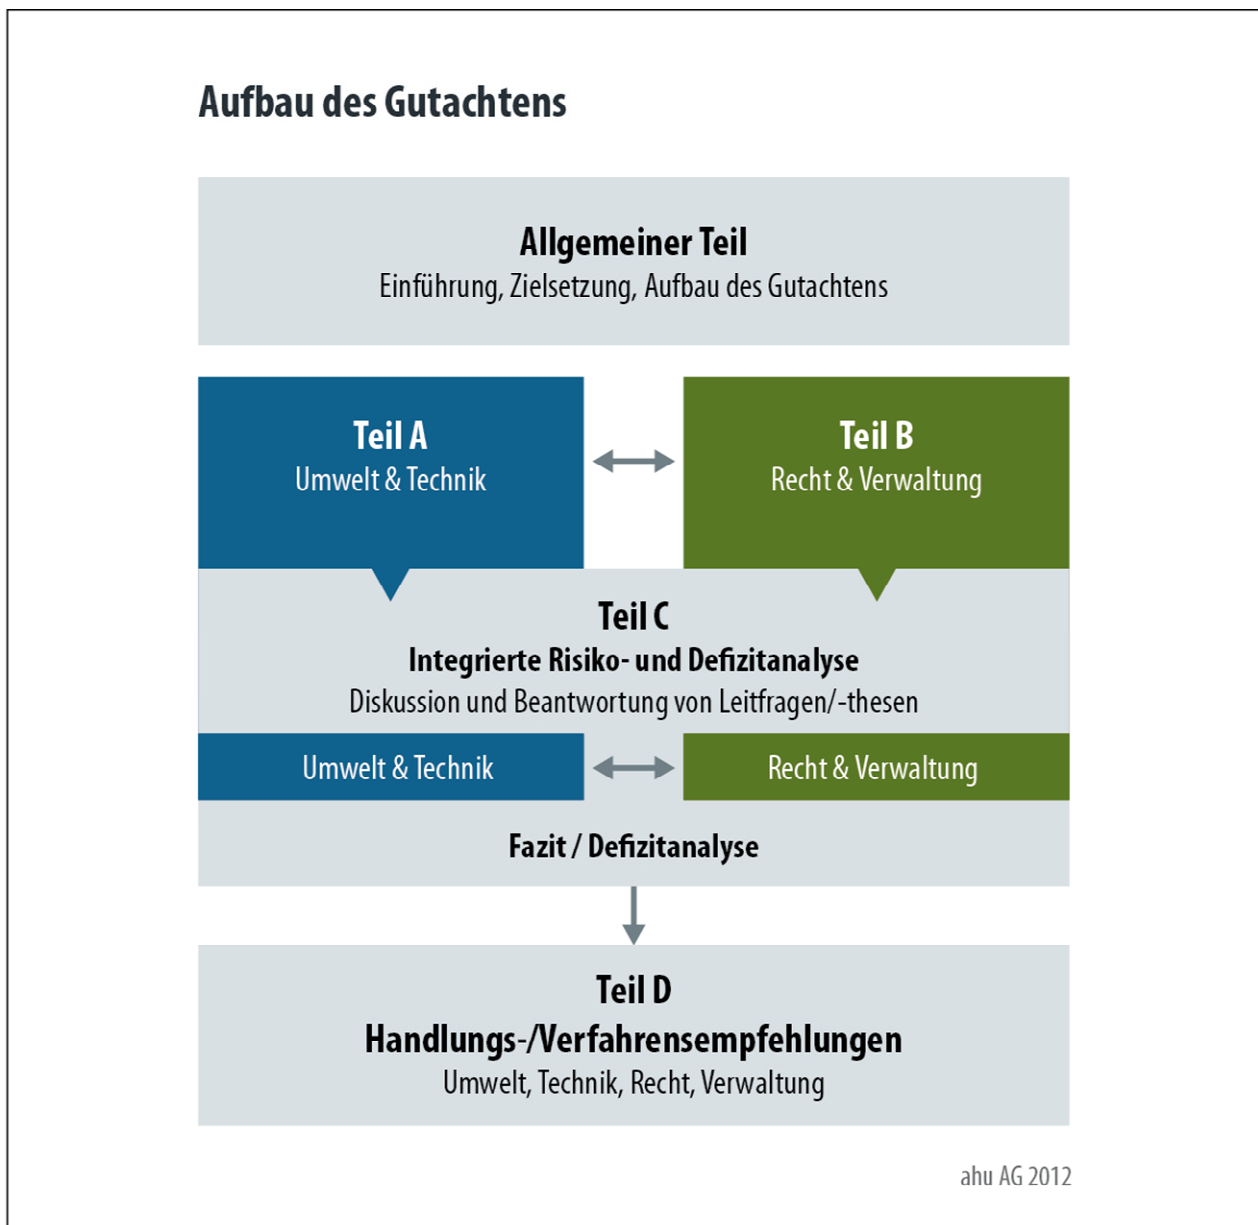 Aufbau des Gutachtens
Allgemeiner Teil
Einführung, Zielsetzung, Aufbau des Gutachtens
Teil A
Umwelt & Technik
Teil B
Recht & Verwaltung
Teil C
Integrierte Risiko- und Defizitanalyse
Diskussion und Beantwortung von Leitfragen/-thesen
Umwelt & Technik
Recht & Verwaltung
Fazit / Defizitanalyse
Teil D
Handlungs-/Verfahrensempfehlungen
Umwelt, Technik, Recht, Verwaltung
ahu AG 2012